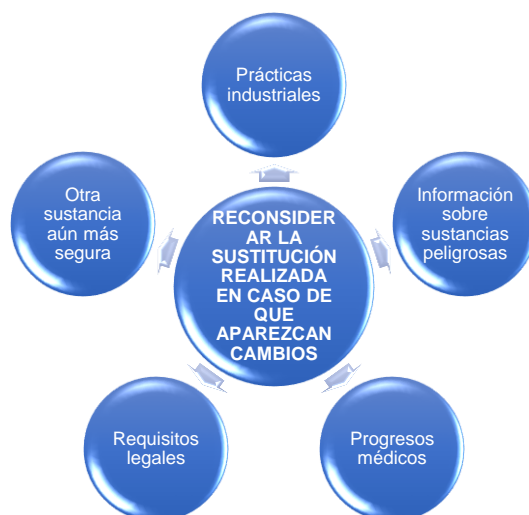 Prácticas
industriales
Otra
sustancia
aún más
segura
Información
sobre
sustancias
peligrosas
RECONSIDER
AR LA
SUSTITUCIÓN
REALIZADA
EN CASO DE
QUE
APAREZCAN
CAMBIOS
Requisitos
legales
Progresos
médicos